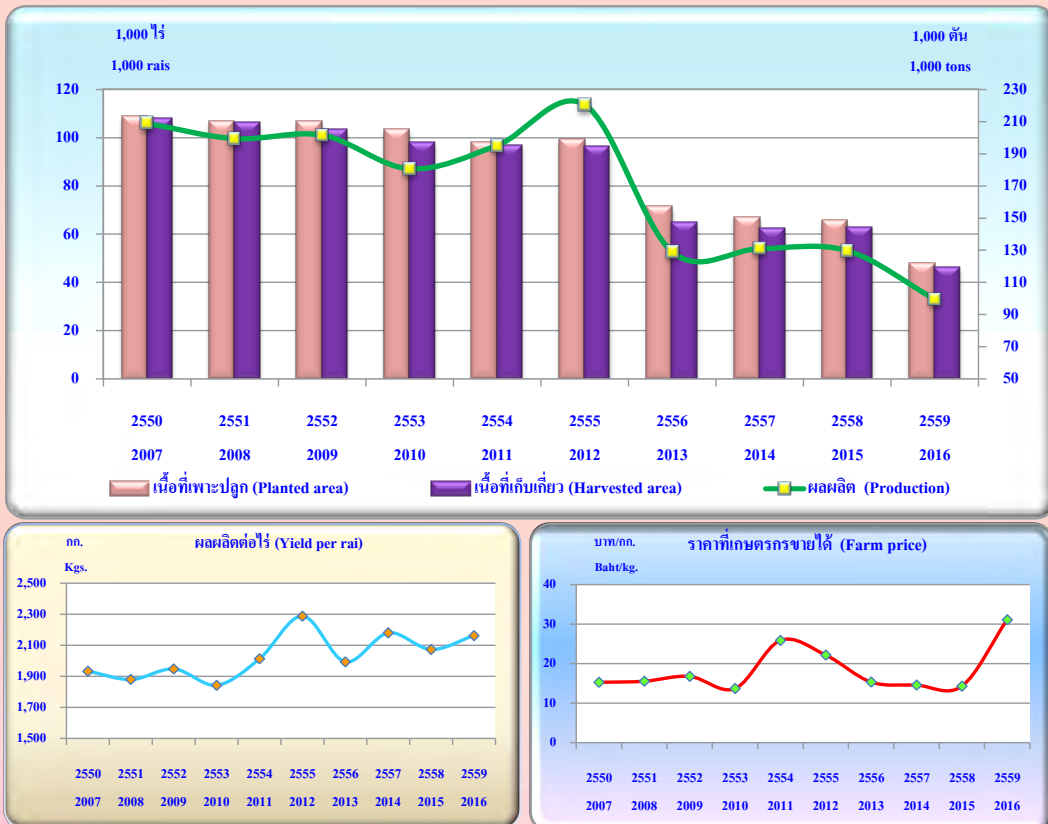 1,000 ไร่ 1,000 ตัน
1,000 rais 1,000 tons
120 230
100 210
80 190
60 170
40 150
20 130
0 110
90
70
50
2550 2551 2552 2553 2554 2555 2556 2557 2558 2559
2007 2008 2009 2010 2011 2012 2013 2014 2015 2016
เนื้อที่เพาะปลูก (Planted area) เนื้อที่เก็บเกี่ยว (Harvested area) ผลผลิต (Production)
กก. ผลผลิตต่อไร่ (Yield per rai)
Kgs.
2,500
2,300
2,100
1,900
1,700
1,500
2550 2551 2552 2553 2554 2555 2556 2557 2558 2559
2007 2008 2009 2010 2011 2012 2013 2014 2015 2016
บาท/กก. ราคาที่เกษตรกรขายได้ (Farm price)
Baht/kg.
40
30
20
10
0
2550 2551 2552 2553 2554 2555 2556 2557 2558 2559
2007 2008 2009 2010 2011 2012 2013 2014 2015 2016